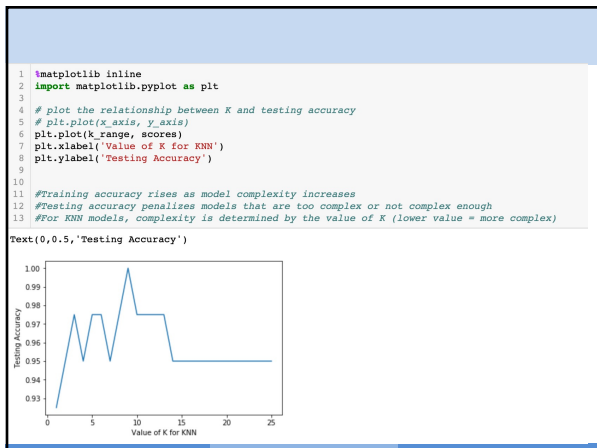 1 %matplotlib inline
2 import matplotlib.pyplot as plt
3
4 # plot the relationship between K and testing accuracy
5 # plt.plot(x_axis, y_axis)
6 plt.plot(k_range, scores)
7 plt.xlabel('Value of K for KNN')
8 plt.ylabel('Testing Accuracy')
9
10
11 #Training accuracy rises as model complexity increases
12 #Testing accuracy penalizes models that are too complex or not complex enough
13 #For KNN models, complexity is determined by the value of K (lower value = more complex)
Text(0,0.5,'Testing Accuracy')
1.00
0.99
0.98
0.97
0.96
0.95
0.94
0.93
Testing Accuracy
0 5 10 15 20 25
Value of K for KNN